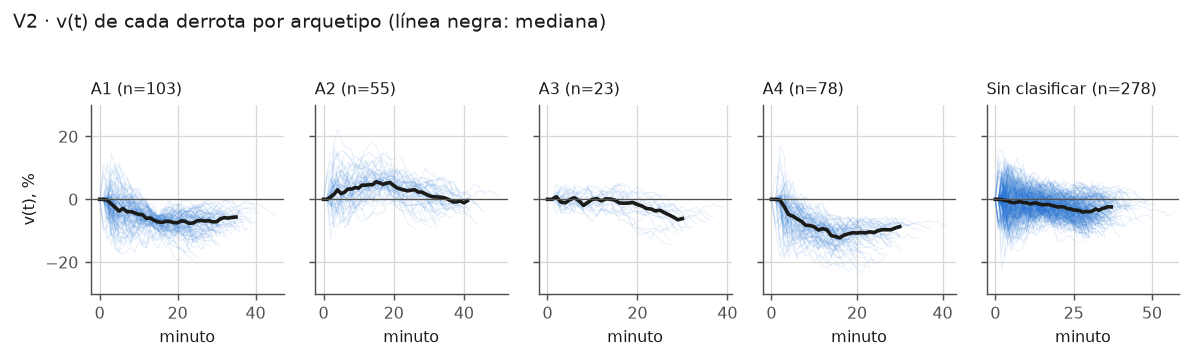 V2 · v(t) de cada derrota por arquetipo (línea negra: mediana)
A1 (n=103)
A2 (n=55)
A3 (n=23)
A4 (n=78)
Sin clasificar (n=278)
v(t), %
20
0
−20
0 20 40
0 20 40
0 20 40
0 20 40
0 25 50
minuto
minuto
minuto
minuto
minuto